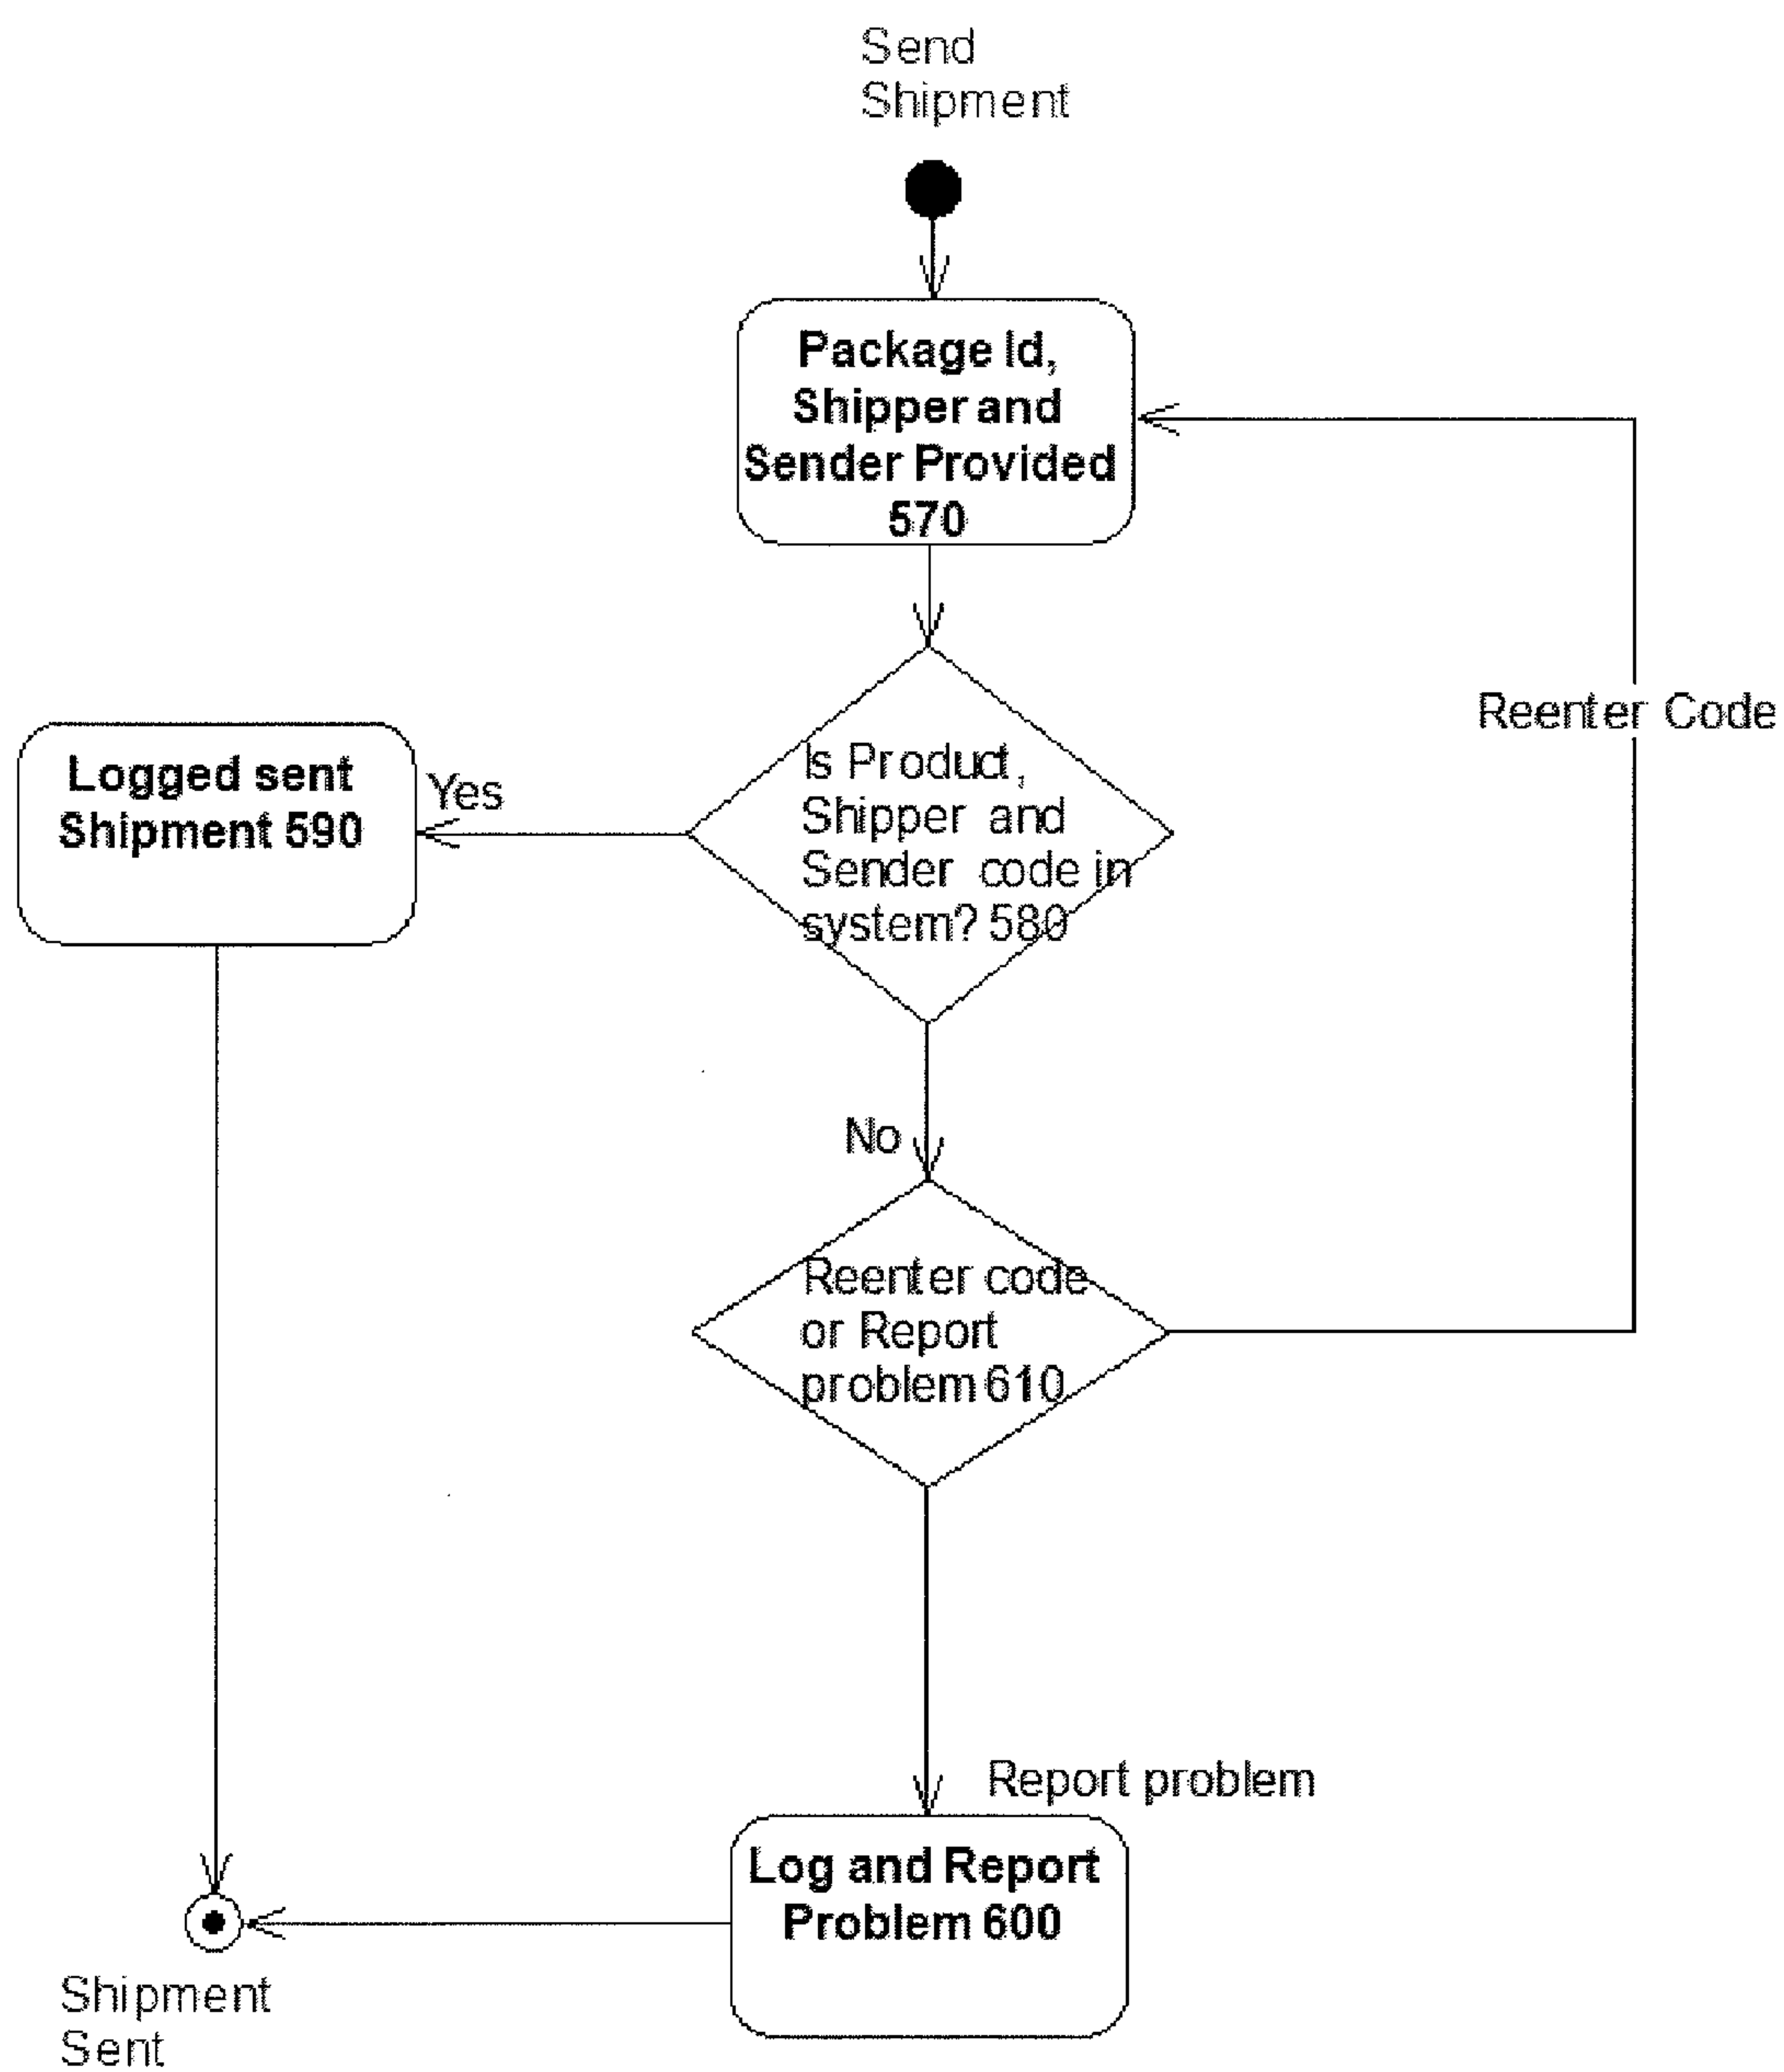 Send
Shipment
Package Id,
Shipper and
Sender Provided
570
Is Product,
Shipper and
Sender code in
system? 580
Yes
Logged sent
Shipment 590
Reenter Code
No
Reenter code
or Report
problem 610
Report problem
Log and Report
Problem 600
Shipment
Sent